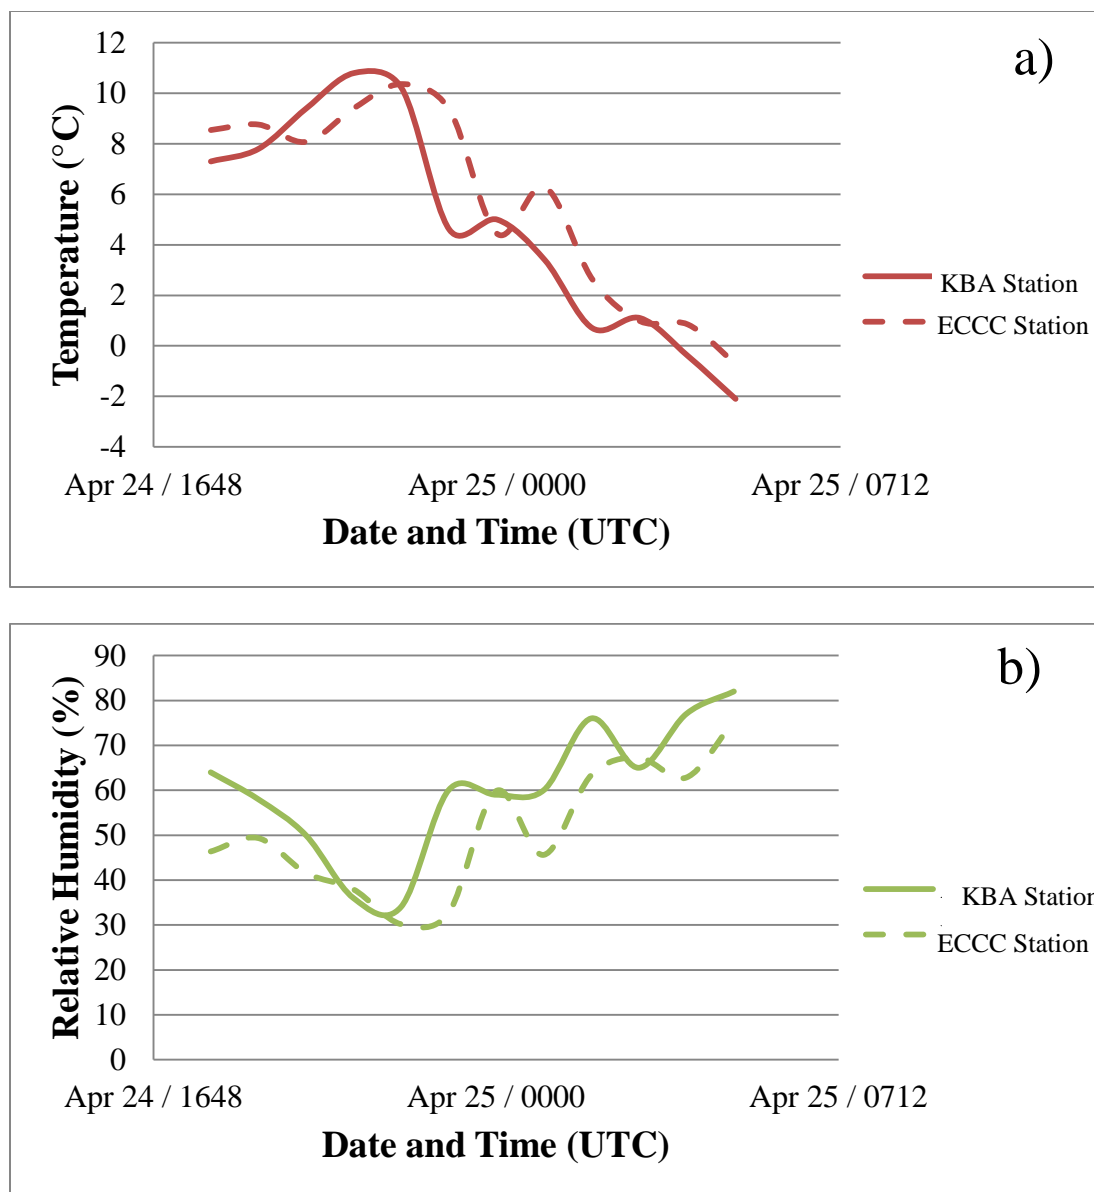 a)
12
10
8
6
4
2
0
-2
-4
Temperature (°C)
Apr 24 / 1648 Apr 25 / 0000 Apr 25 / 0712
Date and Time (UTC)
KBA Station
ECCC Station
b)
90
80
70
60
50
40
30
20
10
0
Relative Humidity (%)
Apr 24 / 1648 Apr 25 / 0000 Apr 25 / 0712
Date and Time (UTC)
KBA Station
ECCC Station